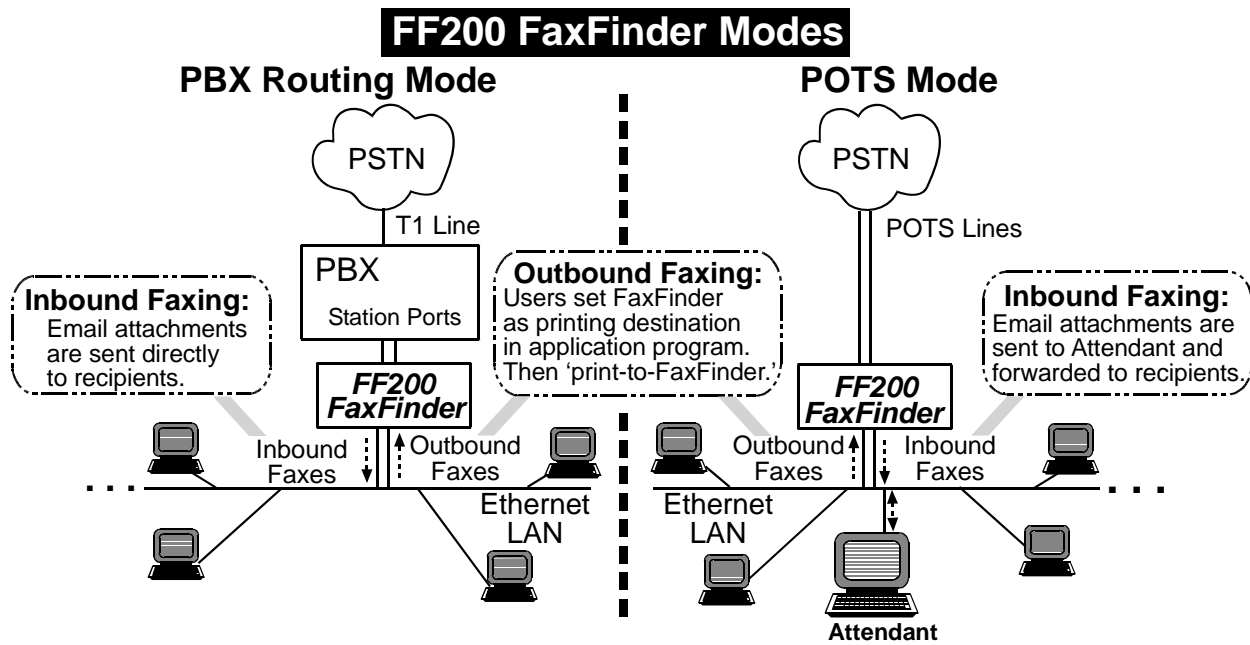 FF200 FaxFinder Modes
PBX Routing Mode
PSTN
T1 Line
PBX
Station Ports
Inbound Faxing:
Email attachments
are sent directly
to recipients.
FF200
FaxFinder
Outbound Faxing:
Users set FaxFinder
as printing destination
in application program.
Then ‘print-to-FaxFinder.’
Inbound
Faxes
Outbound
Faxes
. . .
Ethernet
LAN
POTS Mode
PSTN
POTS Lines
Inbound Faxing:
Email attachments are
sent to Attendant and
forwarded to recipients.
FF200
FaxFinder
Outbound
Faxes
Inbound
Faxes
Ethernet
LAN
. . .
Attendant